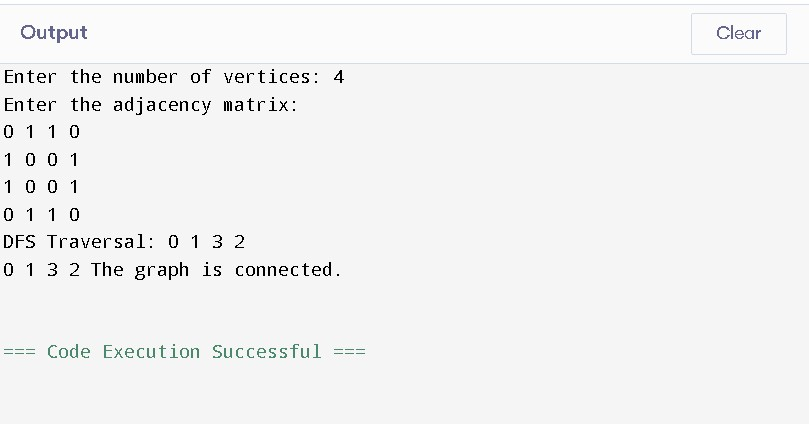 Output
Clear
Enter the number of vertices: 4
Enter the adjacency matrix:
0 1 1 0
1 0 0 1
1 0 0 1
0 1 1 0
DFS Traversal: 0 1 3 2
0 1 3 2 The graph is connected.
=== Code Execution Successful ===